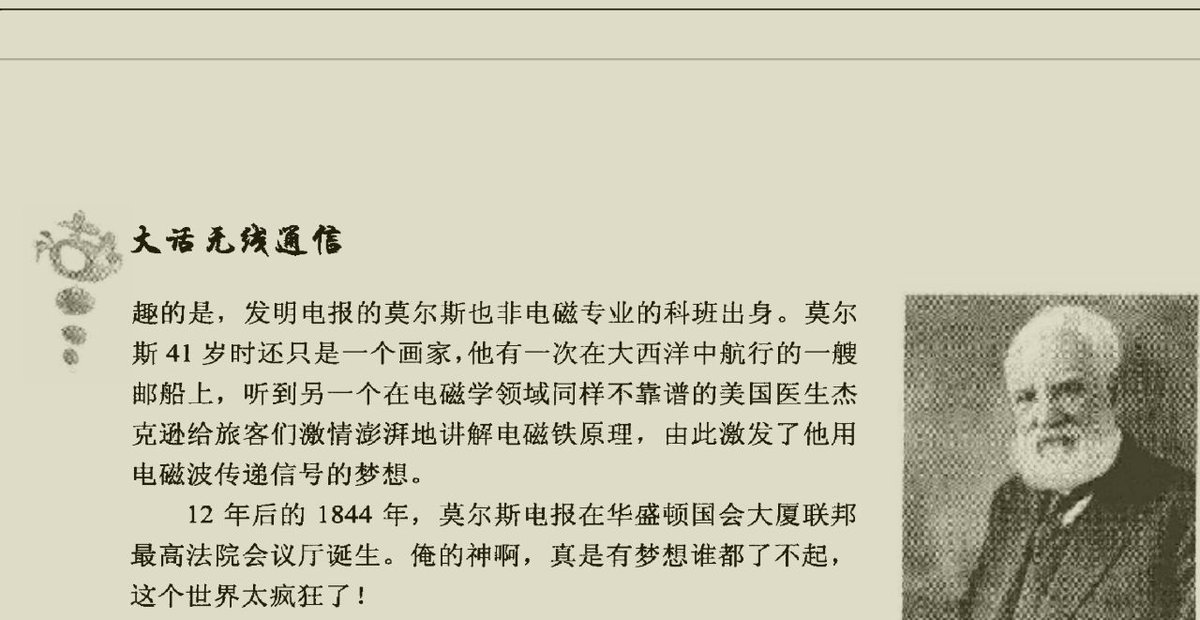 大话无线通信
趣的是，发明电报的莫尔斯也非电磁专业的科班出身。莫尔
斯 41 岁时还只是一个画家，他有一次在大西洋中航行的一艘
邮船上，听到另一个在电磁学领域同样不靠谱的美国医生杰
克逊给旅客们激情澎湃地讲解电磁铁原理，由此激发了他用
电磁波传递信号的梦想。
12 年后的 1844 年，莫尔斯电报在华盛顿国会大厦联邦
最高法院会议厅诞生。俺的神啊，真是有梦想谁都了不起，
这个世界太疯狂了！